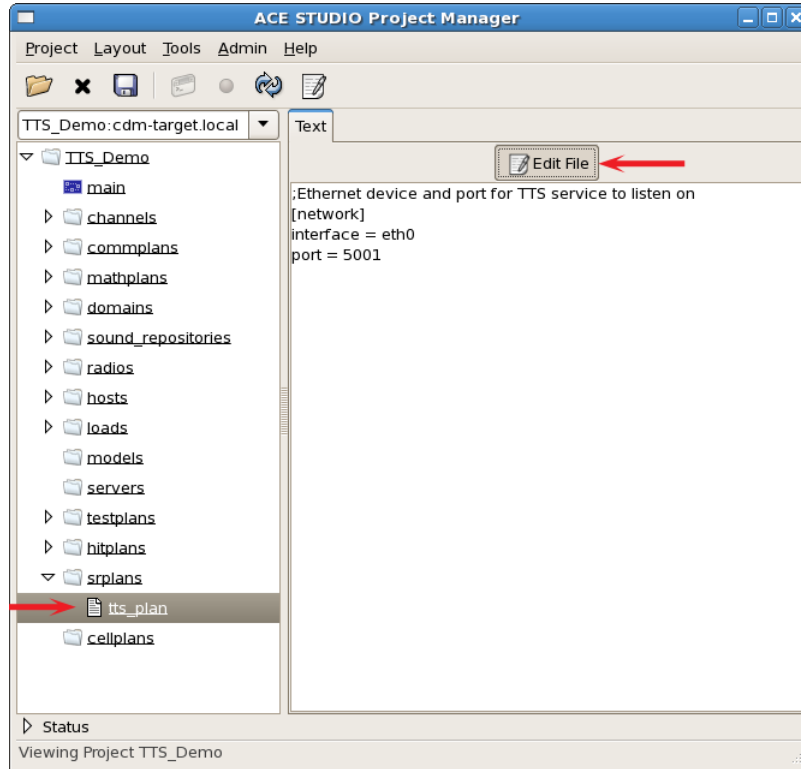 ACE STUDIO Project Manager
Project Layout Tools Admin Help
TTS_Demo:cdm-target.local
Text
TTS_Demo
main
channels
commplans
mathplans
domains
sound_repositories
radios
hosts
loads
models
servers
testplans
hitplans
srplans
tts_plan
cellplans
Edit File
;Ethernet device and port for TTS service to listen on
[network]
interface = eth0
port = 5001
Status
Viewing Project TTS_Demo